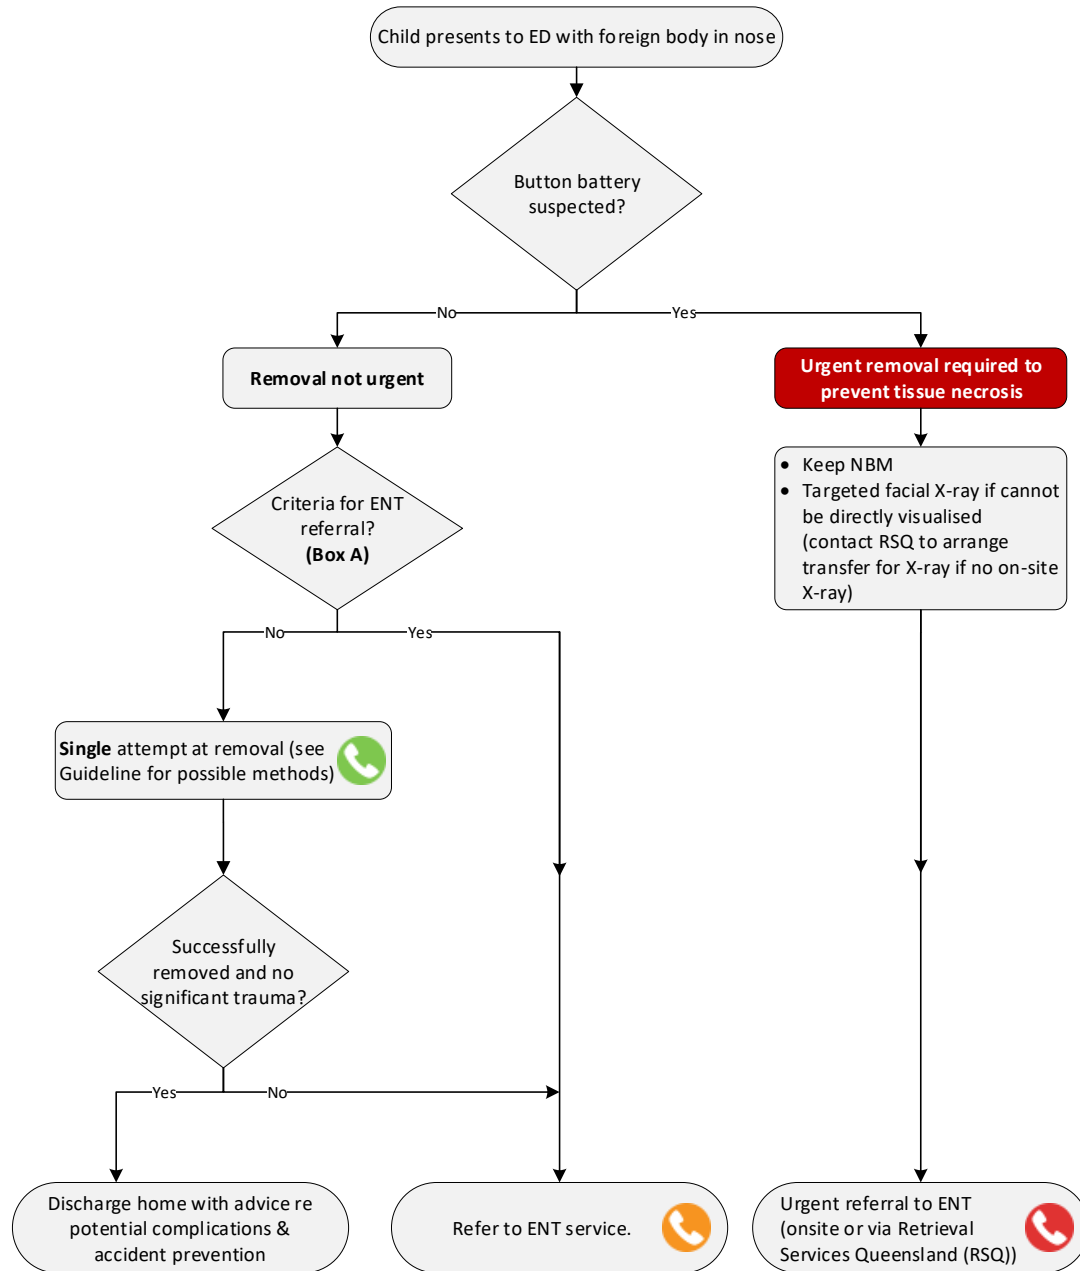 Child presents to ED with foreign body in nose
Button battery
suspected?
No
Yes
Removal not urgent
Urgent removal required to
prevent tissue necrosis
Criteria for ENT
referral?
(Box A)
• Keep NBM
• Targeted facial X-ray if cannot
be directly visualised
(contact RSQ to arrange
transfer for X-ray if no on-site
X-ray)
No
Yes
Single attempt at removal (see
Guideline for possible methods)
Successfully
removed and no
significant trauma?
Yes
No
Discharge home with advice re
potential complications &
accident prevention
Refer to ENT service.
Urgent referral to ENT
(onsite or via Retrieval
Services Queensland (RSQ))